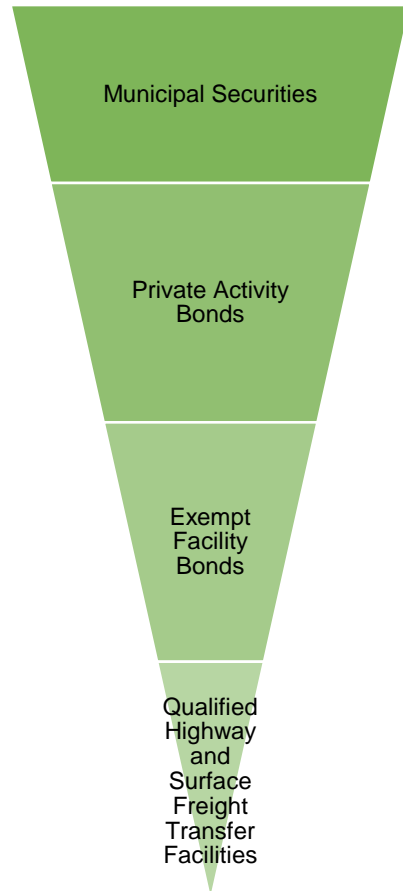 Municipal Securities
Private Activity
Bonds
Exempt
Facility
Bonds
Qualified
Highway
and
Surface
Freight
Transfer
Facilities